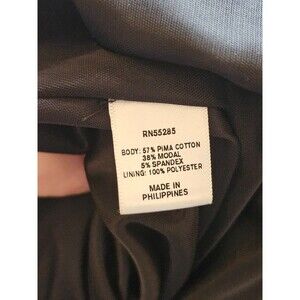 RN55285
BODY: 57% PIMA COTTON
38% MODAL
5% SPANDEX
LINING: 100% POLYESTER
MADE IN
PHILIPPINES